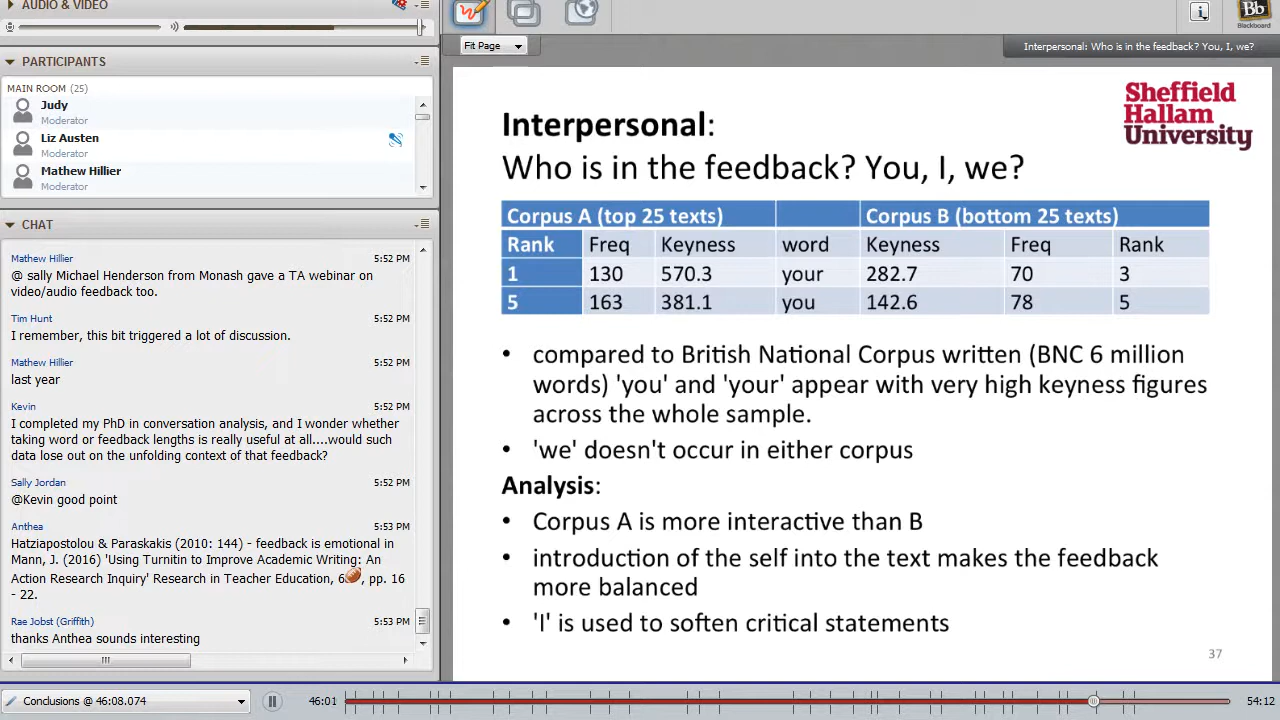 AUDIO & VIDEO
PARTICIPANTS
MAIN ROOM (25)
Judy
Moderator
Liz Austen
Moderator
Mathew Hillier
Moderator
CHAT
Mathew Hillier 5:52 PM
@ sally Michael Henderson from Monash gave a TA webinar on
video/audio feedback too.
Tim Hunt 5:52 PM
I remember, this bit triggered a lot of discussion.
Mathew Hillier 5:52 PM
last year
Kevin 5:52 PM
I completed my PhD in conversation analysis, and I wonder whether
taking word or feedback lengths is really useful at all....would such
data lose out on the unfolding context of that feedback?
Sally Jordan 5:52 PM
@Kevin good point
Anthea 5:53 PM
Hatziapostolou & Paraskakis (2010: 144) - feedback is emotional in
Mann, J. (2016) 'Using Turnitin to Improve Academic Writing: An
Action Research Inquiry' Research in Teacher Education, 6, pp. 16
- 22.
Rae Jobst (Griffith) 5:53 PM
thanks Anthea sounds interesting
Conclusions @ 46:08.074
46:01
54:12
Bb
Blackboard
Fit Page
Interpersonal: Who is in the feedback? You, I, we?
Sheffield
Hallam
University
Interpersonal:
Who is in the feedback? You, I, we?
Corpus A (top 25 texts) Corpus B (bottom 25 texts)
Rank Freq Keyness word Keyness Freq Rank
1 130 570.3 your 282.7 70 3
5 163 381.1 you 142.6 78 5
• compared to British National Corpus written (BNC 6 million
words) 'you' and 'your' appear with very high keyness figures
across the whole sample.
• 'we' doesn't occur in either corpus
Analysis:
• Corpus A is more interactive than B
• introduction of the self into the text makes the feedback
more balanced
• 'I' is used to soften critical statements
37